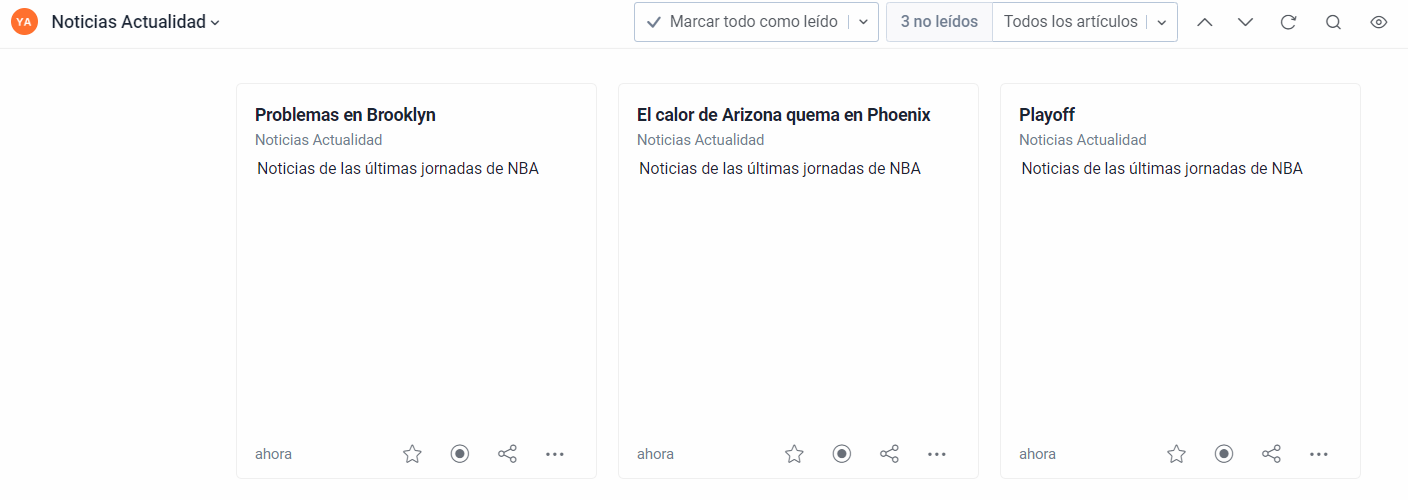 YA Noticias Actualidad
Marcar todo como leído
3 no leídos
Todos los artículos
Problemas en Brooklyn
Noticias Actualidad
Noticias de las últimas jornadas de NBA
ahora
El calor de Arizona quema en Phoenix
Noticias Actualidad
Noticias de las últimas jornadas de NBA
ahora
Playoff
Noticias Actualidad
Noticias de las últimas jornadas de NBA
ahora